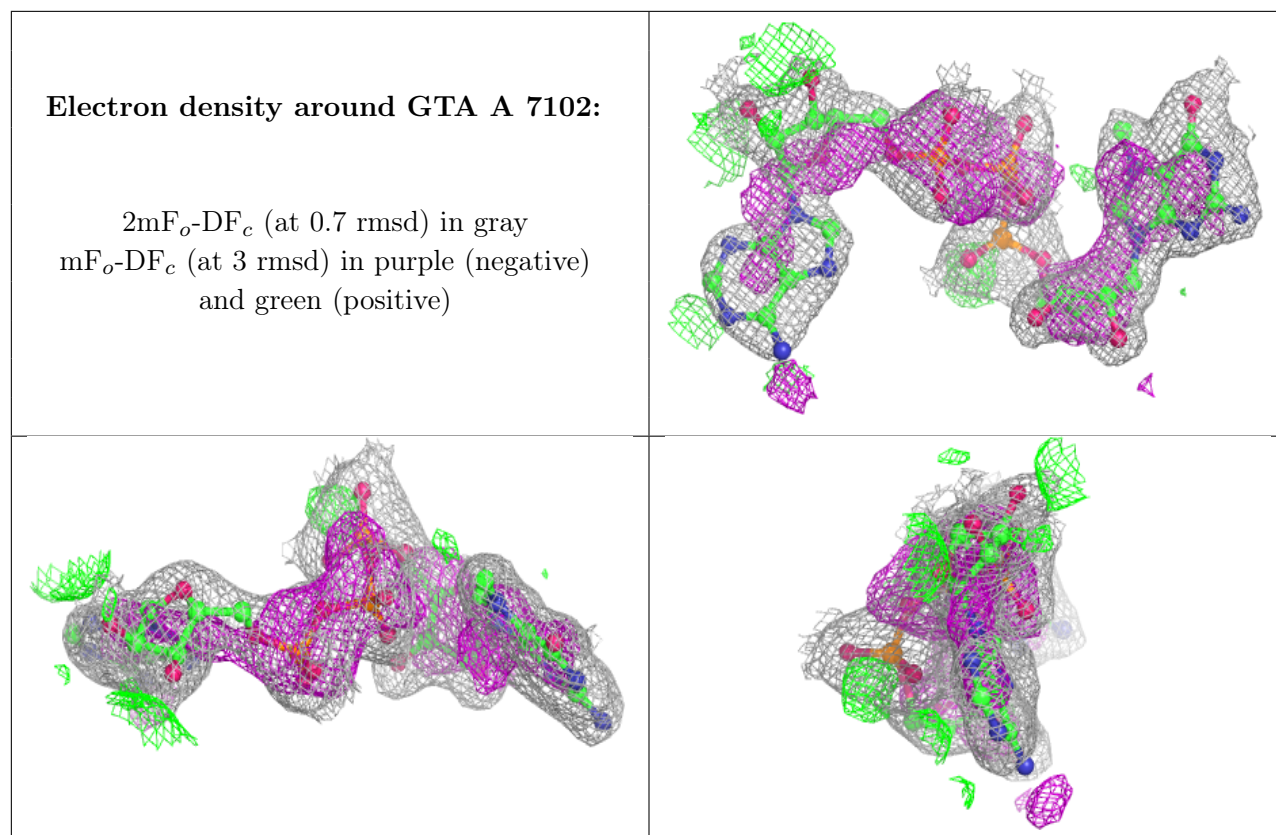 Electron density around GTA A 7102:
2mFo-DFc (at 0.7 rmsd) in gray
mFo-DFc (at 3 rmsd) in purple (negative)
and green (positive)